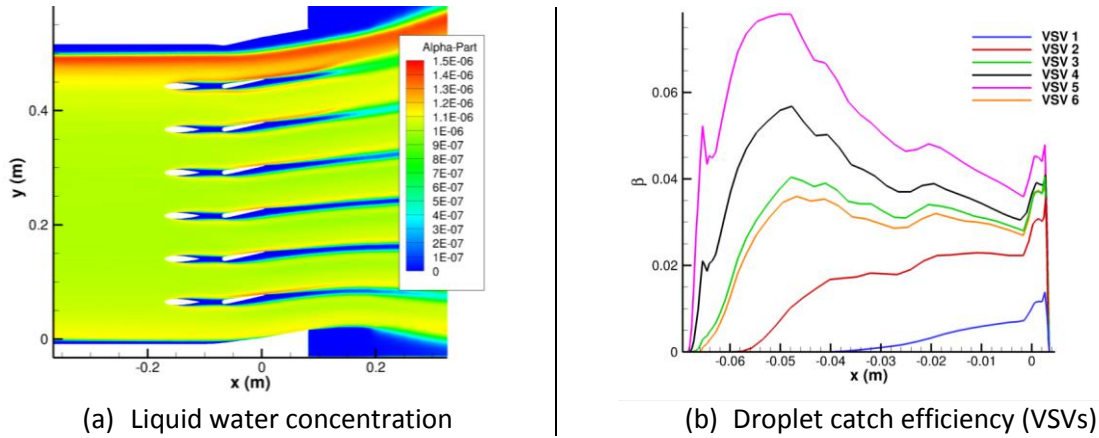 Alpha-Part
1.5E-06
1.4E-06
1.3E-06
1.2E-06
1.1E-06
1E-06
9E-07
8E-07
7E-07
6E-07
5E-07
4E-07
3E-07
2E-07
1E-07
0
y (m)
0.4
0.2
0
-0.2
0
0.2
x (m)
(a) Liquid water concentration
VSV 1
VSV 2
VSV 3
VSV 4
VSV 5
VSV 6
β
0.06
0.04
0.02
0
-0.06
-0.05
-0.04
-0.03
-0.02
-0.01
0
x (m)
(b) Droplet catch efficiency (VSVs)